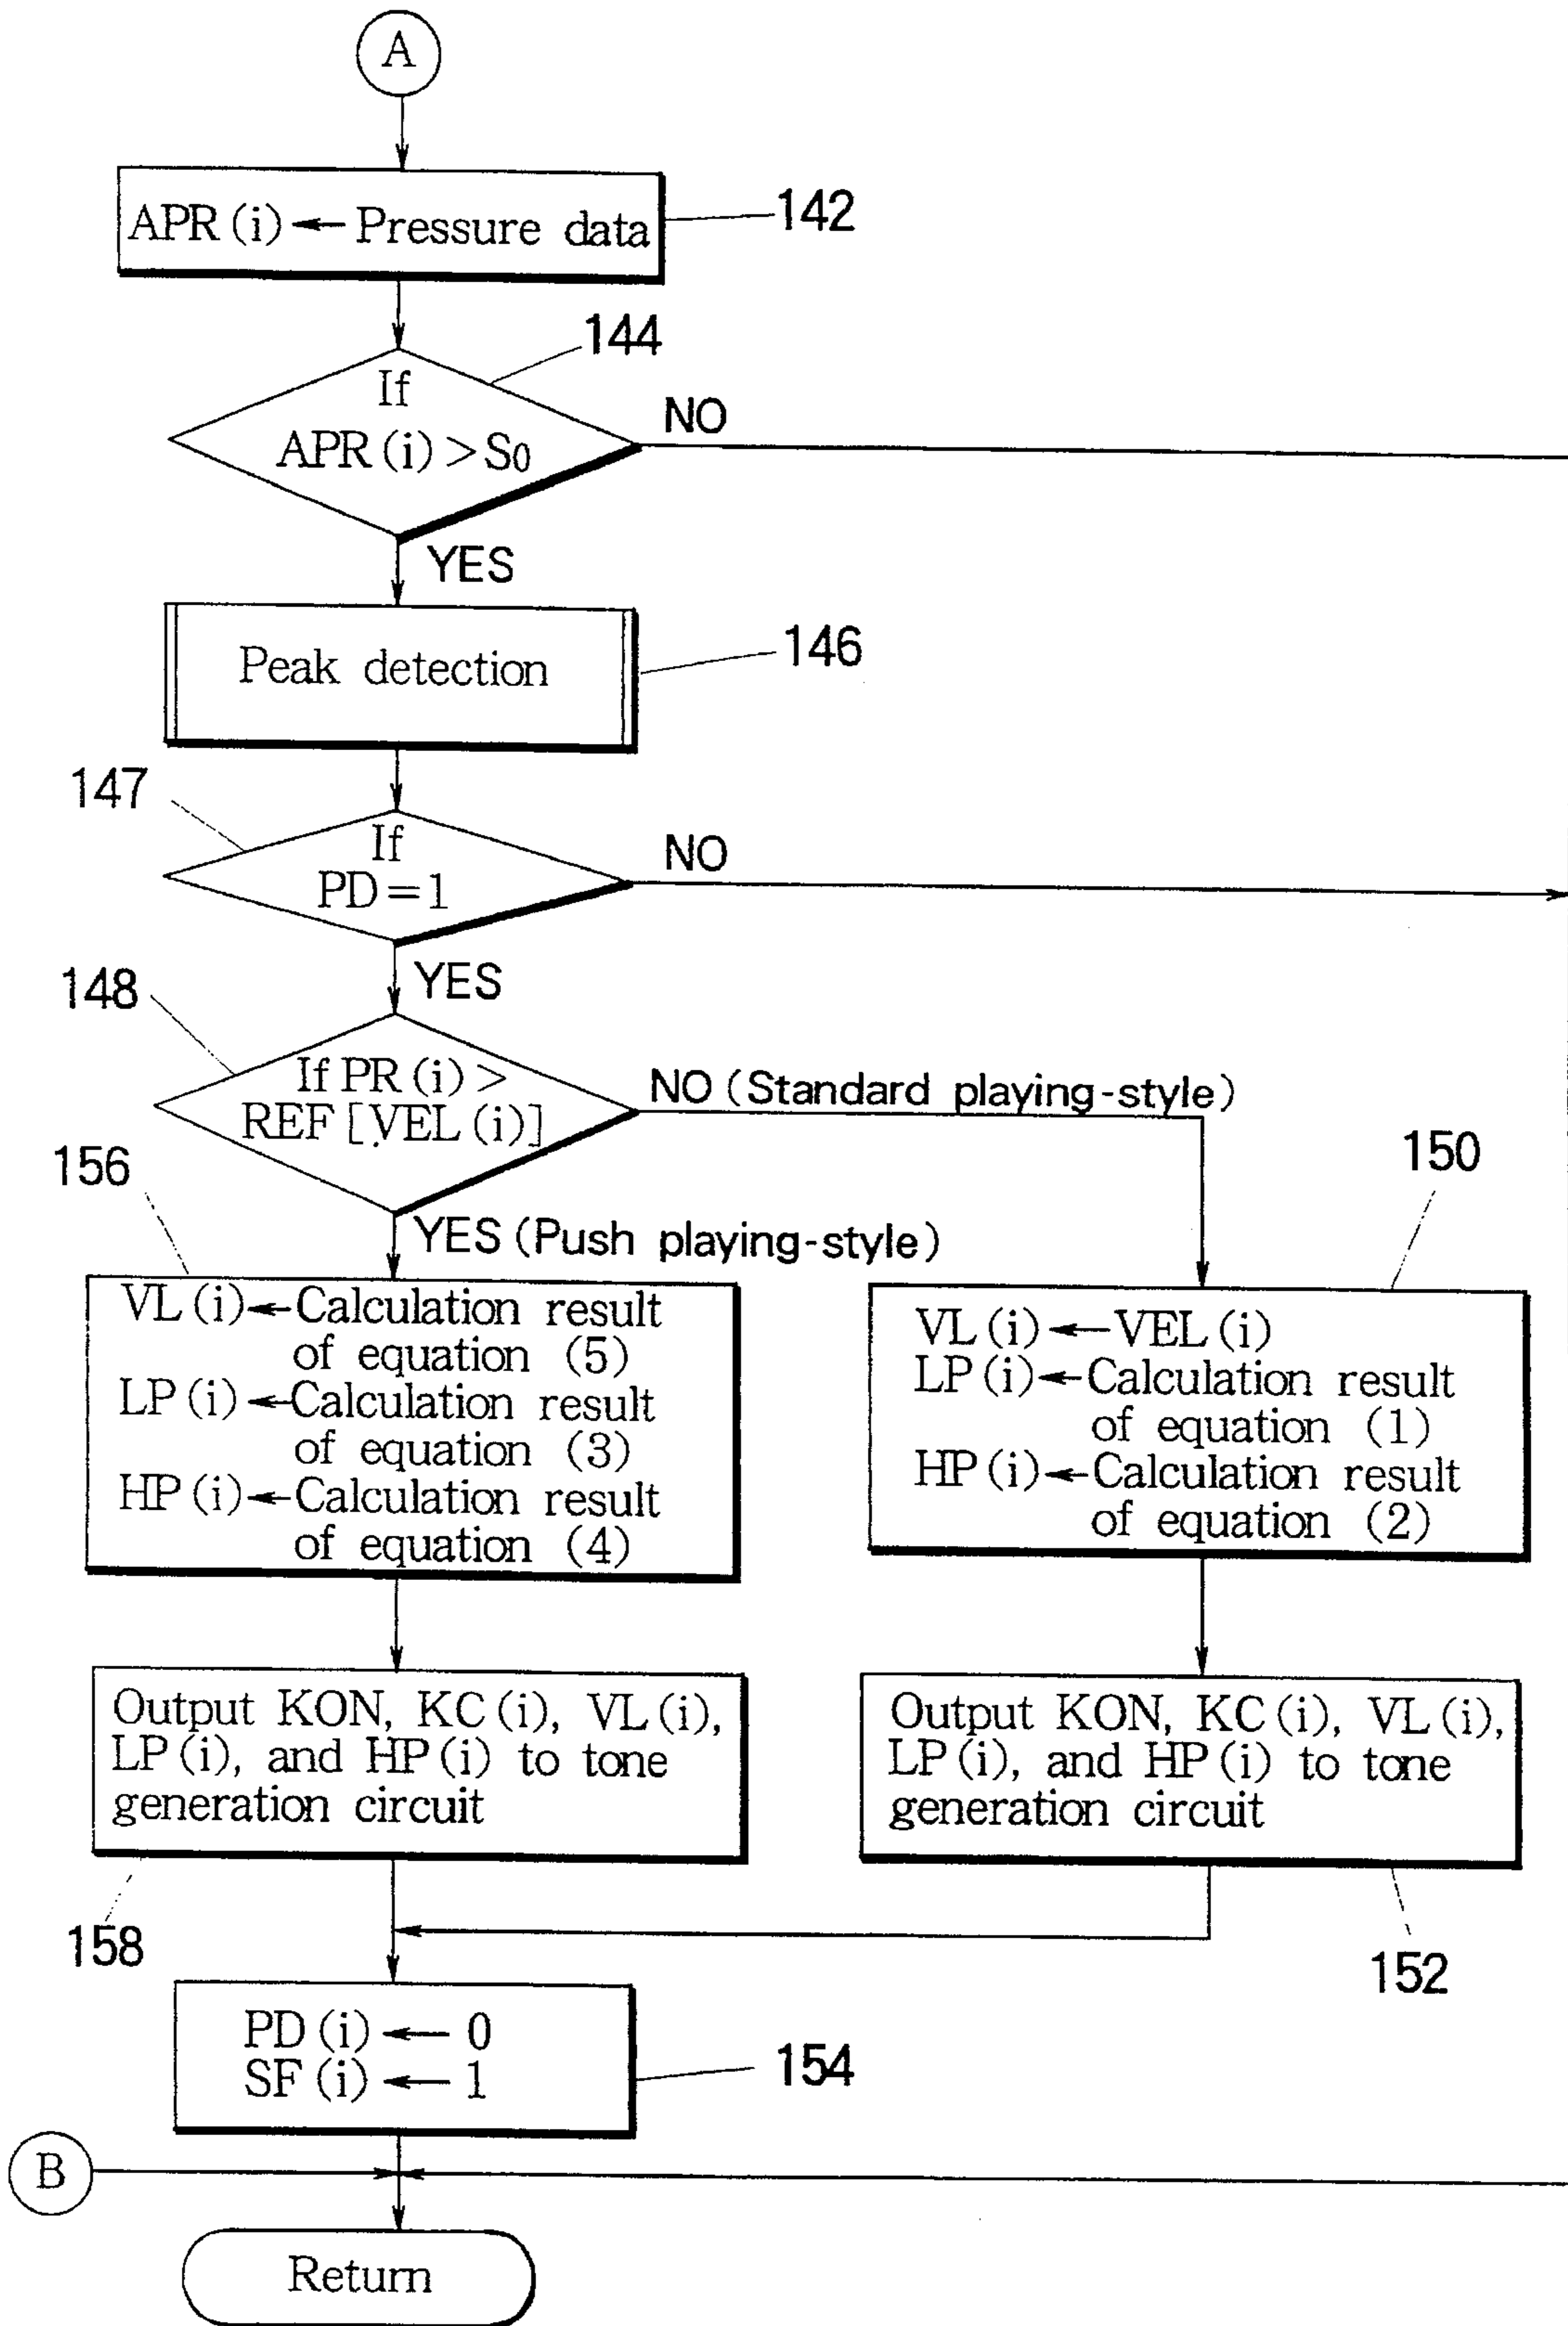 A
APR (i) ← Pressure data
142
144
If
APR (i) > S0
NO
YES
Peak detection
146
147
If
PD = 1
NO
YES
148
If PR (i) >
REF [VEL (i)]
NO (Standard playing-style)
150
156
YES (Push playing-style)
VL (i) ← Calculation result
of equation (5)
LP (i) ← Calculation result
of equation (3)
HP (i) ← Calculation result
of equation (4)
VL (i) ← VEL (i)
LP (i) ← Calculation result
of equation (1)
HP (i) ← Calculation result
of equation (2)
Output KON, KC (i), VL (i),
LP (i), and HP (i) to tone
generation circuit
Output KON, KC (i), VL (i),
LP (i), and HP (i) to tone
generation circuit
158
152
PD (i) ← 0
SF (i) ← 1
154
B
Return